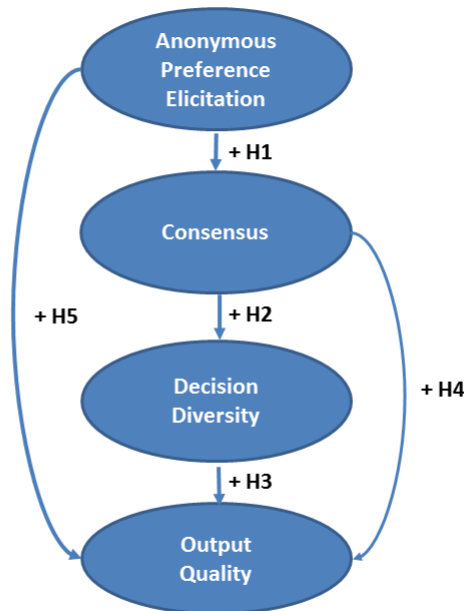 Anonymous
Preference
Elicitation
+ H1
Consensus
+ H5
+ H2
Decision
Diversity
+ H4
+ H3
Output
Quality